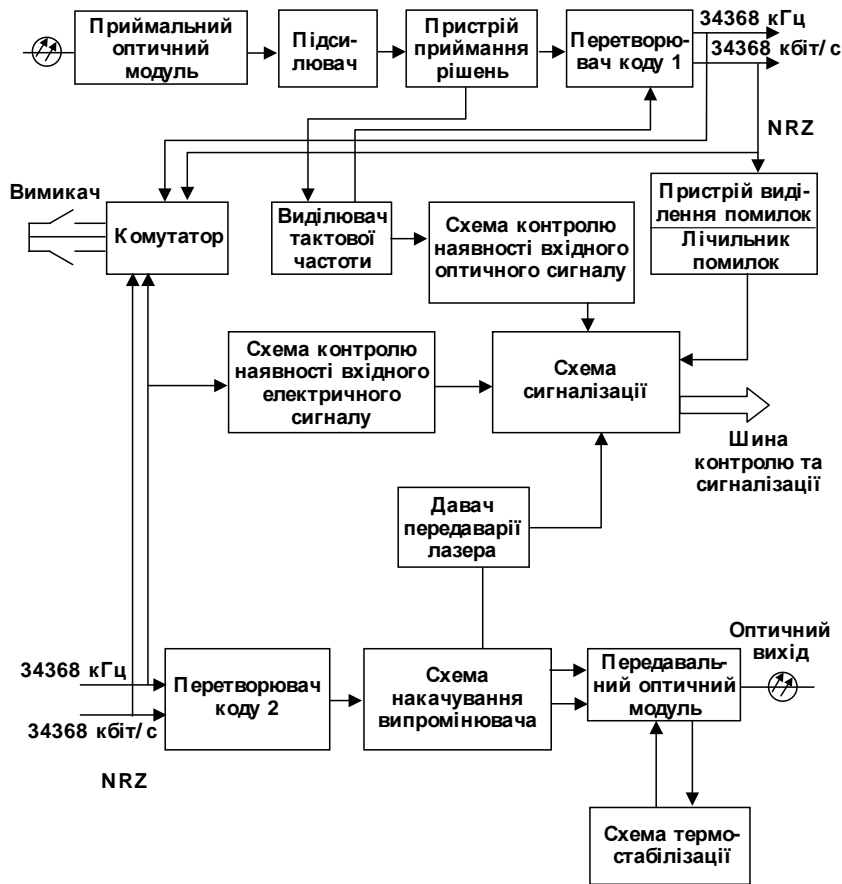 34368 кГц
Приймальний
оптичний
модуль
Підси-
лювач
Пристрій
приймання
рішень
Перетворю-
вач коду 1
34368 кбіт/с
NRZ
Вимикач
Комутатор
Виділювач
тактової
частоти
Схема контролю
наявності вхідного
оптичного сигналу
Пристрій виді-
лення помилок
Лічильник
помилок
Схема контролю
наявності вхідного
електричного
сигналу
Схема
сигналізації
Шина
контролю та
сигналізації
Давач
передаварії
лазера
34368 кГц
Перетворювач
коду 2
34368 кбіт/с
NRZ
Схема
накачування
випромінювача
Передаваль-
ний оптичний
модуль
Оптичний
вихід
Схема термо-
стабілізації